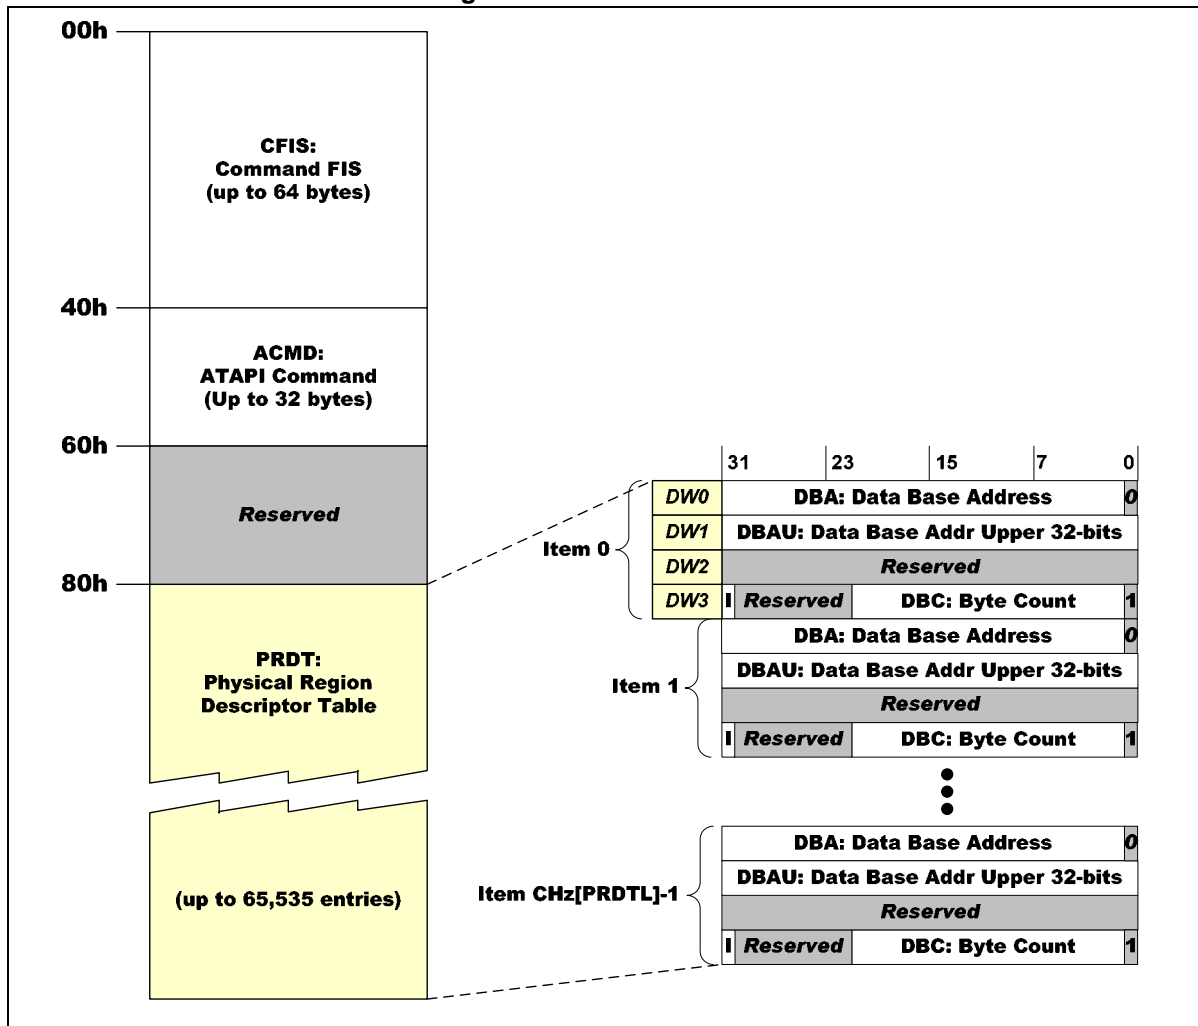 00h
CFIS:
Command FIS
(up to 64 bytes)
40h
ACMD:
ATAPI Command
(Up to 32 bytes)
60h
Reserved
80h
PRDT:
Physical Region
Descriptor Table
(up to 65,535 entries)
31 23 15 7 0
Item 0
DW0 DBA: Data Base Address 0
DW1 DBAU: Data Base Addr Upper 32-bits
DW2 Reserved
DW3 I Reserved DBC: Byte Count 1
Item 1
DBA: Data Base Address 0
DBAU: Data Base Addr Upper 32-bits
Reserved
I Reserved DBC: Byte Count 1
Item CHz[PRDTL]-1
DBA: Data Base Address 0
DBAU: Data Base Addr Upper 32-bits
Reserved
I Reserved DBC: Byte Count 1